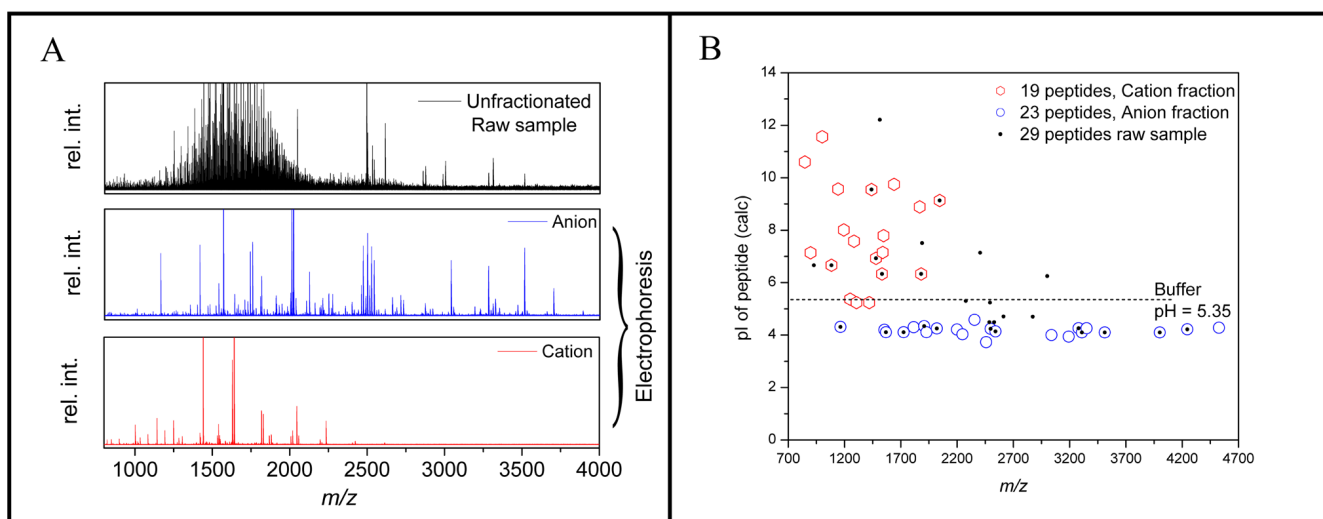 A
rel. int.
Unfractionated
Raw sample
rel. int.
Anion
rel. int.
Cation
Electrophoresis
1000 1500 2000 2500 3000 3500 4000
m/z
B
pI of peptide (calc)
14
12
10
8
6
4
2
0
19 peptides, Cation fraction
23 peptides, Anion fraction
29 peptides raw sample
Buffer
pH = 5.35
700 1200 1700 2200 2700 3200 3700 4200 4700
m/z